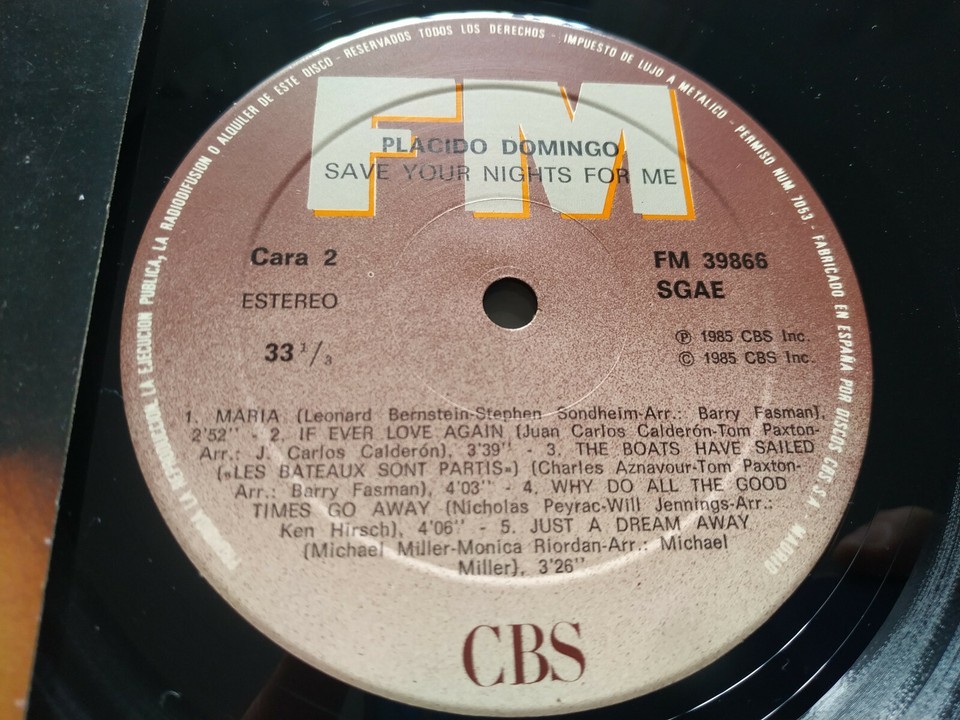 PROHIBIDA LA REPRODUCCION, LA EJECUCION PUBLICA, LA RADIODIFUSION O ALQUILER DE ESTE DISCO - RESERVADOS TODOS LOS DERECHOS - IMPUESTO DE LUJO A METALICO - PERMISO NUM 7053 - FABRICADO EN ESPAÑA POR DISCOS CBS S.A. MADRID
FM
PLACIDO DOMINGO
SAVE YOUR NIGHTS FOR ME
Cara 2
ESTEREO
33 1/3
FM 39866
SGAE
℗ 1985 CBS Inc.
© 1985 CBS Inc.
1. MARIA (Leonard Bernstein-Stephen Sondheim-Arr.: Barry Fasman),
2'52'' - 2. IF EVER LOVE AGAIN (Juan Carlos Calderón-Tom Paxton-
Arr.: J. Carlos Calderón), 3'39'' - 3. THE BOATS HAVE SAILED
(«LES BATEAUX SONT PARTIS») (Charles Aznavour-Tom Paxton-
Arr.: Barry Fasman), 4'03'' - 4. WHY DO ALL THE GOOD
TIMES GO AWAY (Nicholas Peyrac-Will Jennings-Arr.:
Ken Hirsch), 4'06'' - 5. JUST A DREAM AWAY
(Michael Miller-Monica Riordan-Arr.: Michael
Miller), 3'26''
CBS